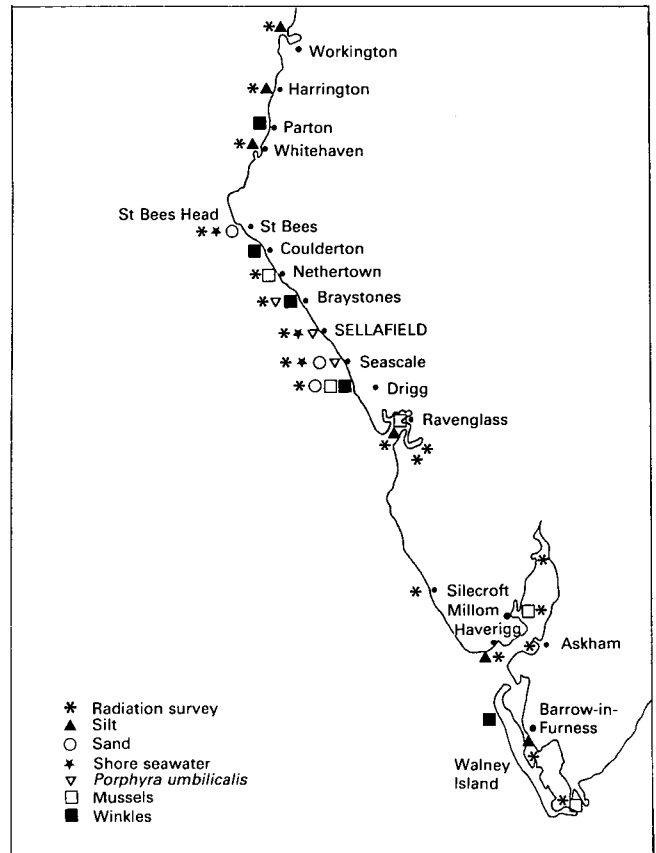 Workington
Harrington
Parton
Whitehaven
St Bees Head
St Bees
Coulderton
Nethertown
Braystones
SELLAFIELD
Seascale
Drigg
Ravenglass
Silecroft
Millom
Haverigg
Askham
Barrow-in-
Furness
Walney
Island
Radiation survey
Silt
Sand
Shore seawater
Porphyra umbilicalis
Mussels
Winkles